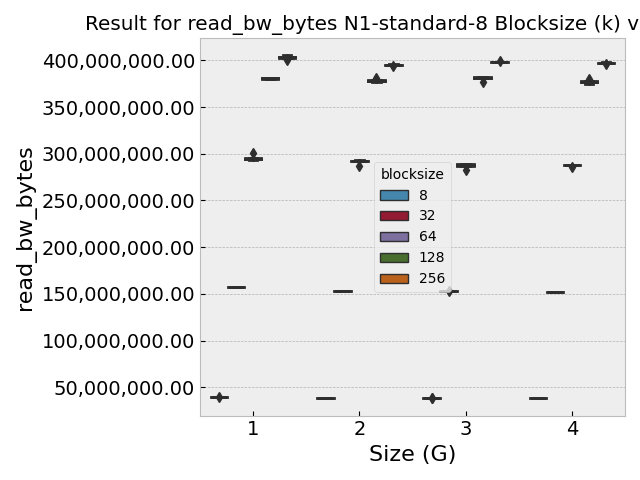 Result for read_bw_bytes N1-standard-8 Blocksize (k) v
400,000,000.00
350,000,000.00
300,000,000.00
250,000,000.00
200,000,000.00
150,000,000.00
100,000,000.00
50,000,000.00
read_bw_bytes
blocksize
8
32
64
128
256
1 2 3 4
Size (G)